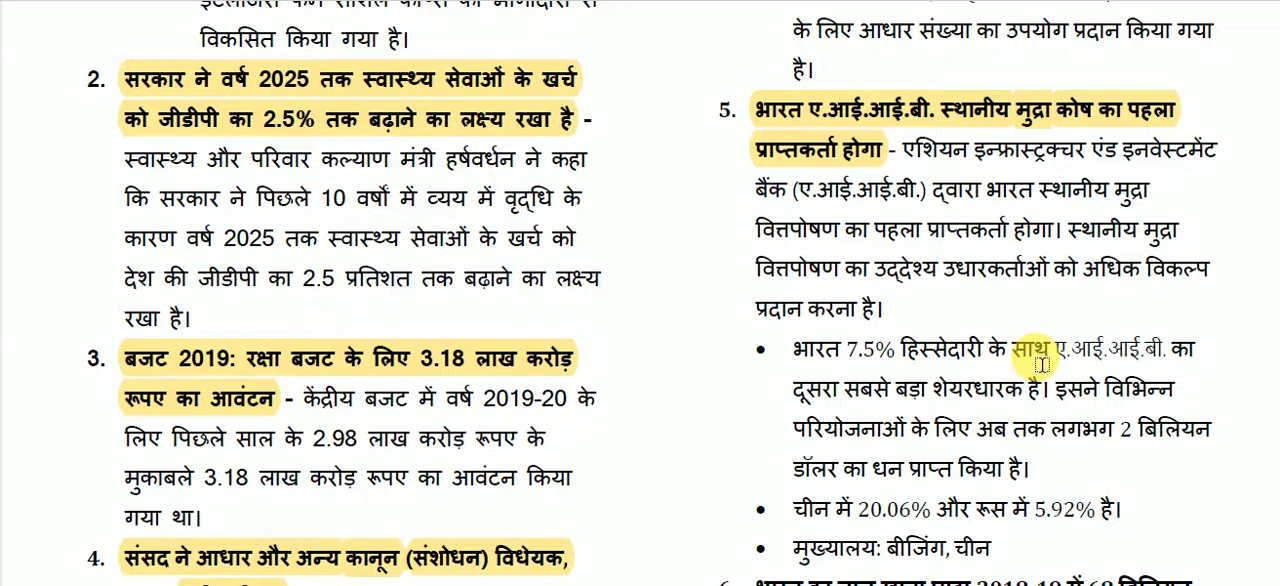 विकसित किया गया है।
2. सरकार ने वर्ष 2025 तक स्वास्थ्य सेवाओं के खर्च
को जीडीपी का 2.5% तक बढ़ाने का लक्ष्य रखा है -
स्वास्थ्य और परिवार कल्याण मंत्री हर्षवर्धन ने कहा
कि सरकार ने पिछले 10 वर्षों में व्यय में वृद्धि के
कारण वर्ष 2025 तक स्वास्थ्य सेवाओं के खर्च को
देश की जीडीपी का 2.5 प्रतिशत तक बढ़ाने का लक्ष्य
रखा है।
3. बजट 2019: रक्षा बजट के लिए 3.18 लाख करोड़
रूपए का आवंटन - केंद्रीय बजट में वर्ष 2019-20 के
लिए पिछले साल के 2.98 लाख करोड़ रूपए के
मुकाबले 3.18 लाख करोड़ रूपए का आवंटन किया
गया था।
4. संसद ने आधार और अन्य कानून (संशोधन) विधेयक,
के लिए आधार संख्या का उपयोग प्रदान किया गया
है।
5. भारत ए.आई.आई.बी. स्थानीय मुद्रा कोष का पहला
प्राप्तकर्ता होगा - एशियन इन्फ्रास्ट्रक्चर एंड इनवेस्टमेंट
बैंक (ए.आई.आई.बी.) द्वारा भारत स्थानीय मुद्रा
वित्तपोषण का पहला प्राप्तकर्ता होगा। स्थानीय मुद्रा
वित्तपोषण का उद्देश्य उधारकर्ताओं को अधिक विकल्प
प्रदान करना है।
• भारत 7.5% हिस्सेदारी के साथ ए.आई.आई.बी. का
दूसरा सबसे बड़ा शेयरधारक है। इसने विभिन्न
परियोजनाओं के लिए अब तक लगभग 2 बिलियन
डॉलर का धन प्राप्त किया है।
• चीन में 20.06% और रूस में 5.92% है।
• मुख्यालय: बीजिंग, चीन